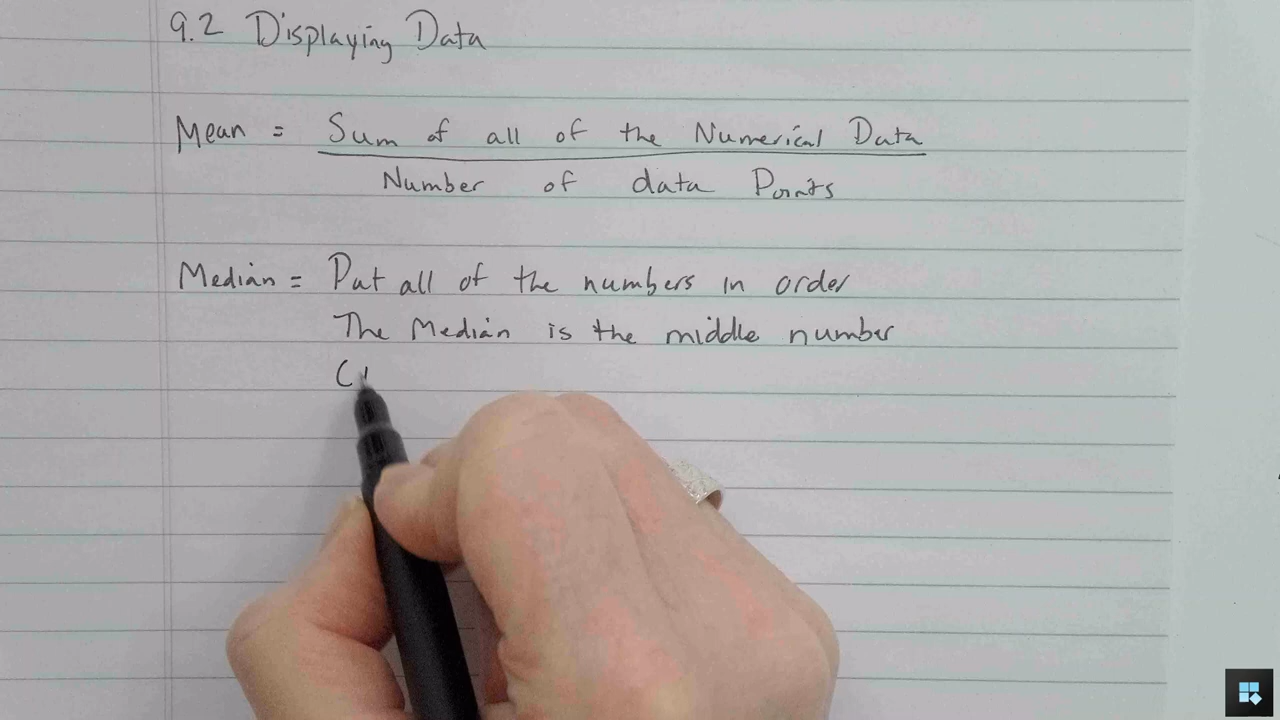 9.2 Displaying Data
Mean = Sum of all of the Numerical Data
Number of data Points
Median = Put all of the numbers in order
The Median is the middle number
(